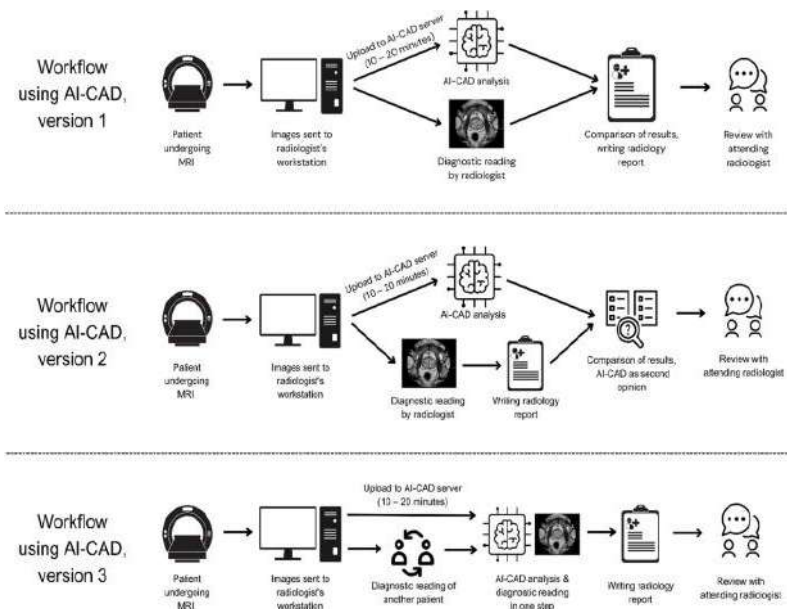 Workflow
using AI-CAD,
version 1
Patient
undergoing
MRI
Images sent to
radiologist's
workstation
Upload to AI-CAD server
(10 – 20 minutes)
AI-CAD analysis
Diagnostic reading
by radiologist
Comparison of results,
writing radiology
report
Review with
attending
radiologist
Workflow
using AI-CAD,
version 2
Patient
undergoing
MRI
Images sent to
radiologist's
workstation
Upload to AI-CAD server
(10 – 20 minutes)
AI-CAD analysis
Diagnostic reading
by radiologist
Writing radiology
report
Comparison of results,
AI-CAD as second
opinion
Review with
attending radiologist
Workflow
using AI-CAD,
version 3
Patient
undergoing
MRI
Images sent to
radiologist's
workstation
Upload to AI-CAD server
(10 – 20 minutes)
Diagnostic reading of
another patient
AI-CAD analysis &
diagnostic reading
in one step
Writing radiology
report
Review with
attending radiologist